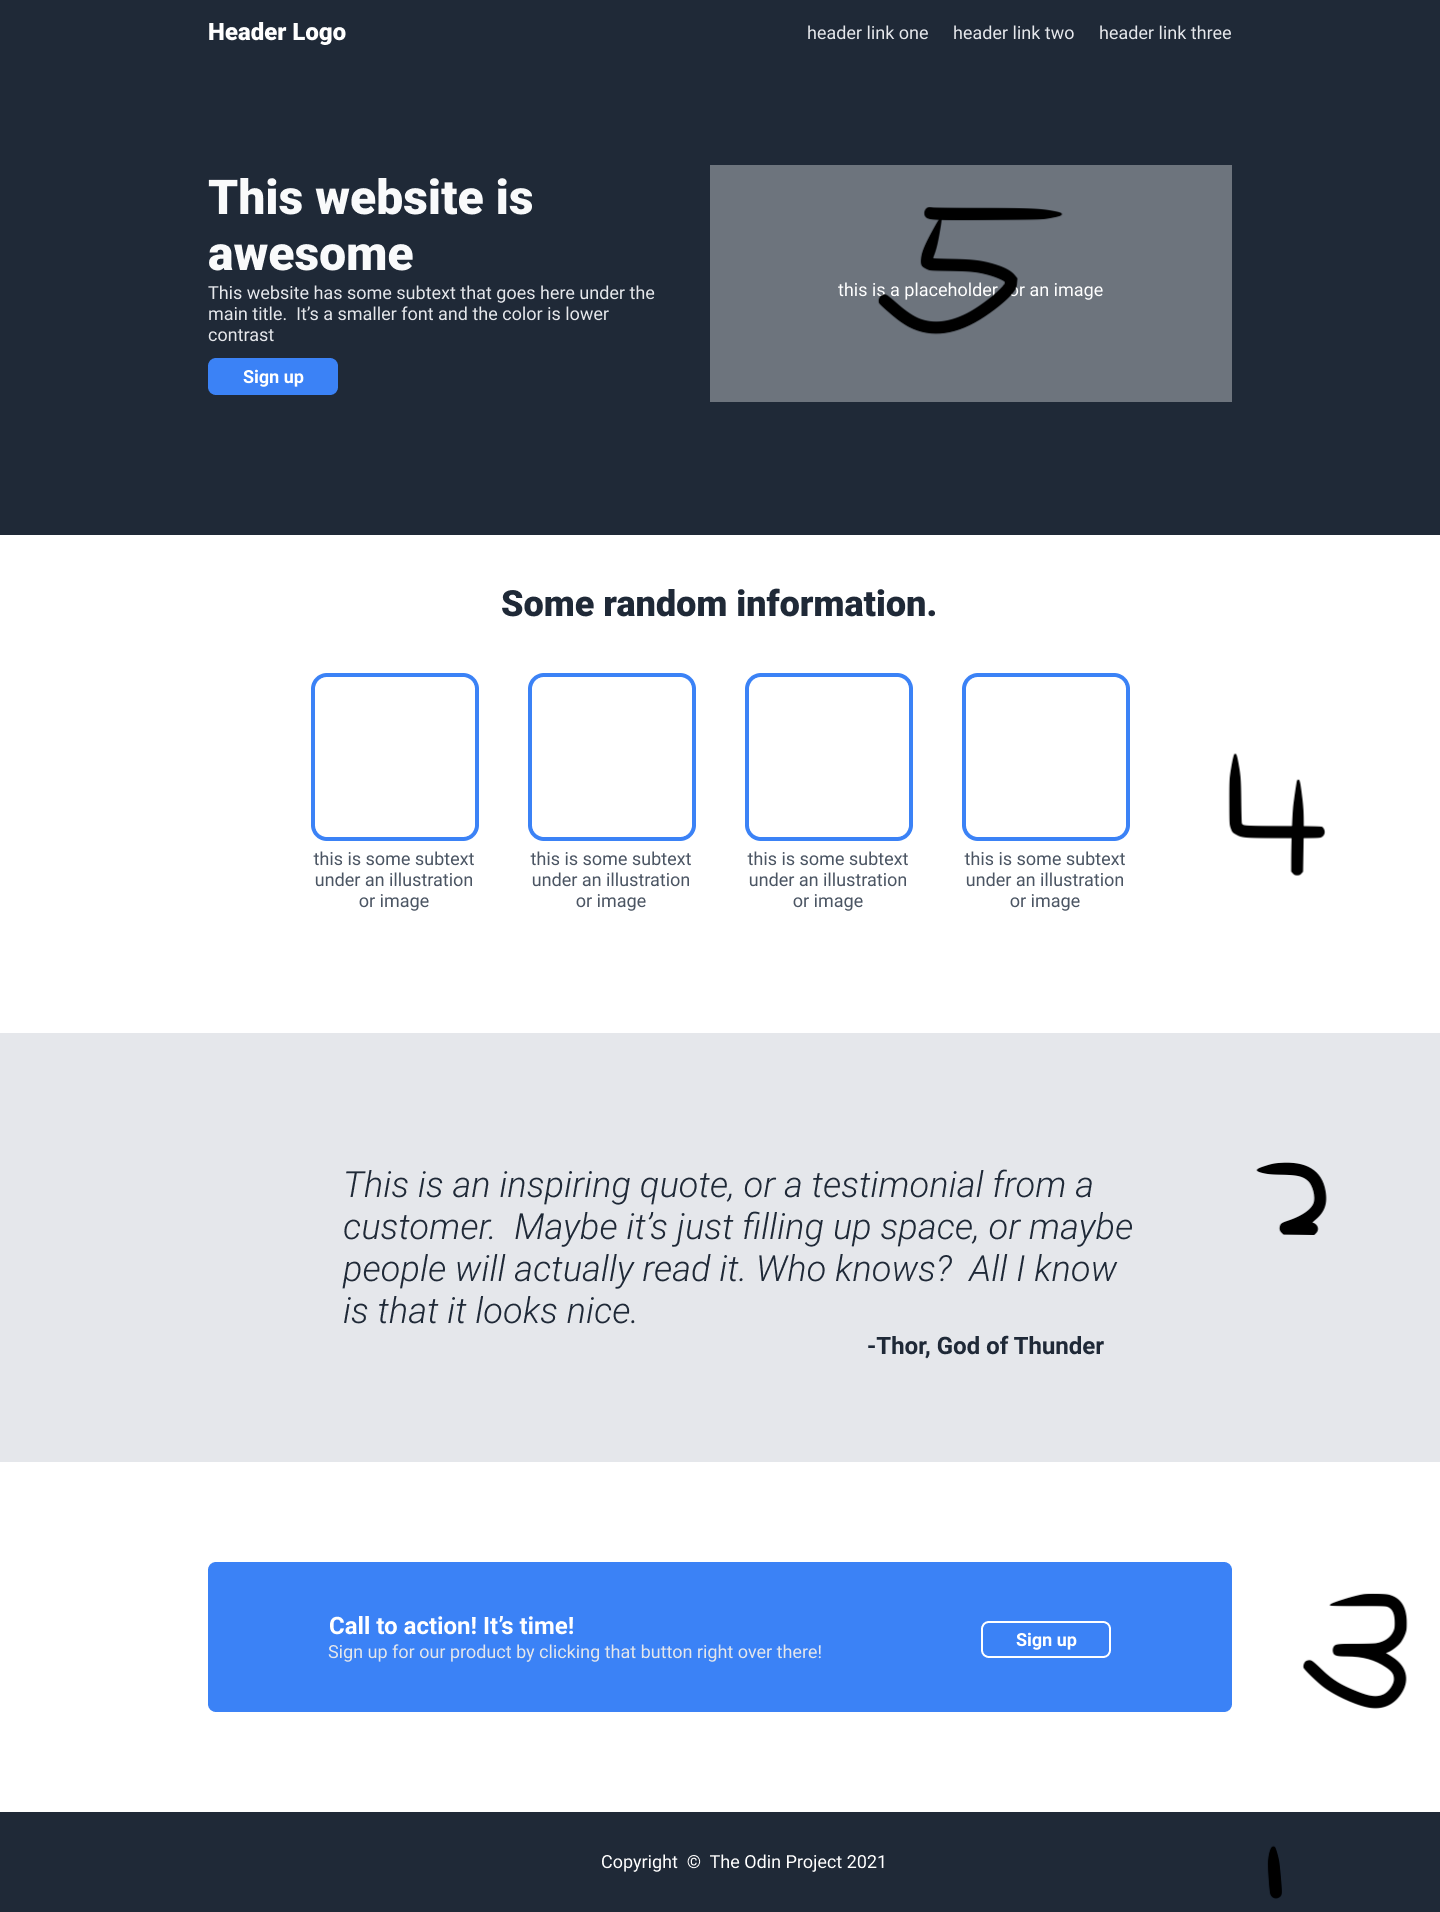 Header Logo
header link one header link two header link three
This website is
awesome
This website has some subtext that goes here under the
main title.  It’s a smaller font and the color is lower
contrast
Sign up
5
this is a placeholder or an image
Some random information.
this is some subtext
under an illustration
or image
this is some subtext
under an illustration
or image
this is some subtext
under an illustration
or image
this is some subtext
under an illustration
or image
4
This is an inspiring quote, or a testimonial from a
customer.  Maybe it’s just filling up space, or maybe
people will actually read it. Who knows?  All I know
is that it looks nice.
-Thor, God of Thunder
2
Call to action! It’s time!
Sign up for our product by clicking that button right over there!
Sign up
3
Copyright © The Odin Project 2021
1